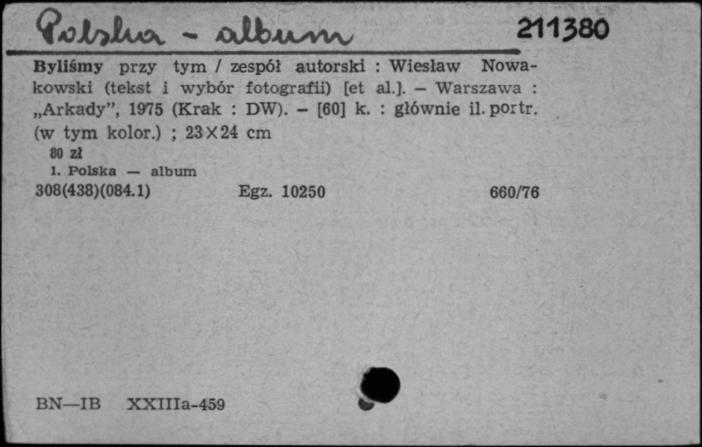 Polska - album 211380
Byliśmy przy tym / zespół autorski : Wiesław Nowa-
kowski (tekst i wybór fotografii) [et al.]. — Warszawa :
„Arkady”, 1975 (Krak : DW). — [60] k. : głównie il. portr.
(w tym kolor.) ; 23×24 cm
80 zł
1. Polska — album
308(438)(084.1) Egz. 10250 660/76
BN—IB XXIIIa-459